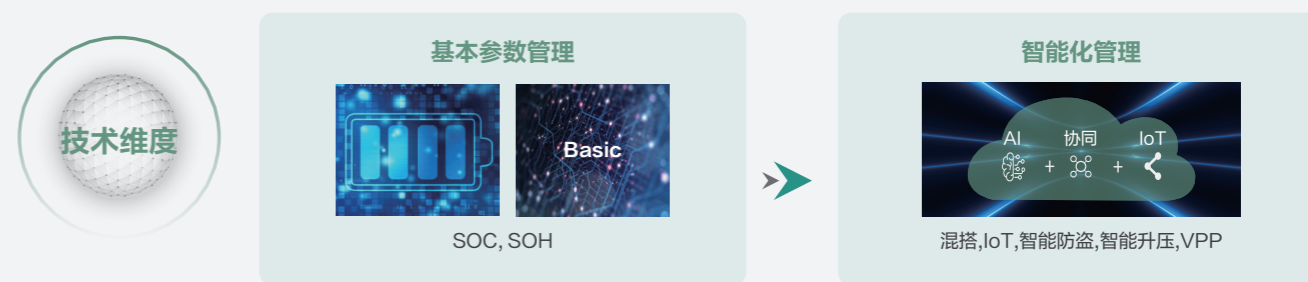 技术维度
基本参数管理
Basic
SOC, SOH
智能化管理
AI 协同 IoT
+ +
混搭,IoT,智能防盗,智能升压,VPP